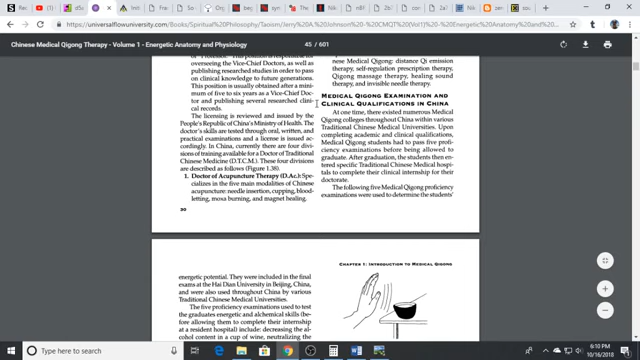 https://universalflowuniversity.com/Books/Spiritual Philosophy/Taoism/Jerry A
Chinese Medical Qigong Therapy - Volume 1 - Energetic Anatomy and Physiology
45 / 601
overseeing the Vice-Chief Doctors, as well as
publishing researched studies in order to pass
on clinical knowledge to future generations.
This position is usually obtained after a mini-
mum of five to six years as a Vice-Chief Doc-
tor and publishing several researched clini-
cal records.
The licensing is reviewed and issued by the
People's Republic of China's Ministry of Health. The
doctor's skills are tested through oral, written, and
practical examinations and a license is issued ac-
cordingly. In China, currently there are four divi-
sions of training available for a Doctor of Traditional
Chinese Medicine (D.T.C.M.). These four divisions
are described as follows (Figure 1.38).
1. Doctor of Acupuncture Therapy (D.Ac.): Spe-
cializes in the five main modalities of Chinese
acupuncture: needle insertion, cupping, blood-
letting, moxa burning, and magnet healing.
20
nese Medical Qigong: distance Qi emission
therapy, self-regulation prescription therapy,
Qigong massage therapy, healing sound
therapy, and invisible needle therapy.
Medical Qigong Examination and
Clinical Qualifications in China
At one time, there existed numerous Medical
Qigong colleges throughout China within various
Traditional Chinese Medical Universities. Upon
completing academic and clinical qualifications,
Medical Qigong students had to pass five pro-
ficiency examinations before being allowed to
graduate. After graduation, the students then en-
tered specific Traditional Chinese Medical hospi-
tals to complete their clinical internship for their
doctorate.
The following five Medical Qigong proficiency
examinations were used to determine the students'
Chapter 1: Introduction to Medical Qigong
energetic potential. They were included in the final
exams at the Hai Dian University in Beijing, China,
and were also used throughout China by various
Traditional Chinese Medical Universities.
The five proficiency examinations used to test
the graduates energetic and alchemical skills (be-
fore allowing them to complete their internship
at a resident hospital) include: decreasing the al-
cohol content in a cup of wine, neutralizing the
Type here to search
6:10 PM
10/16/2018